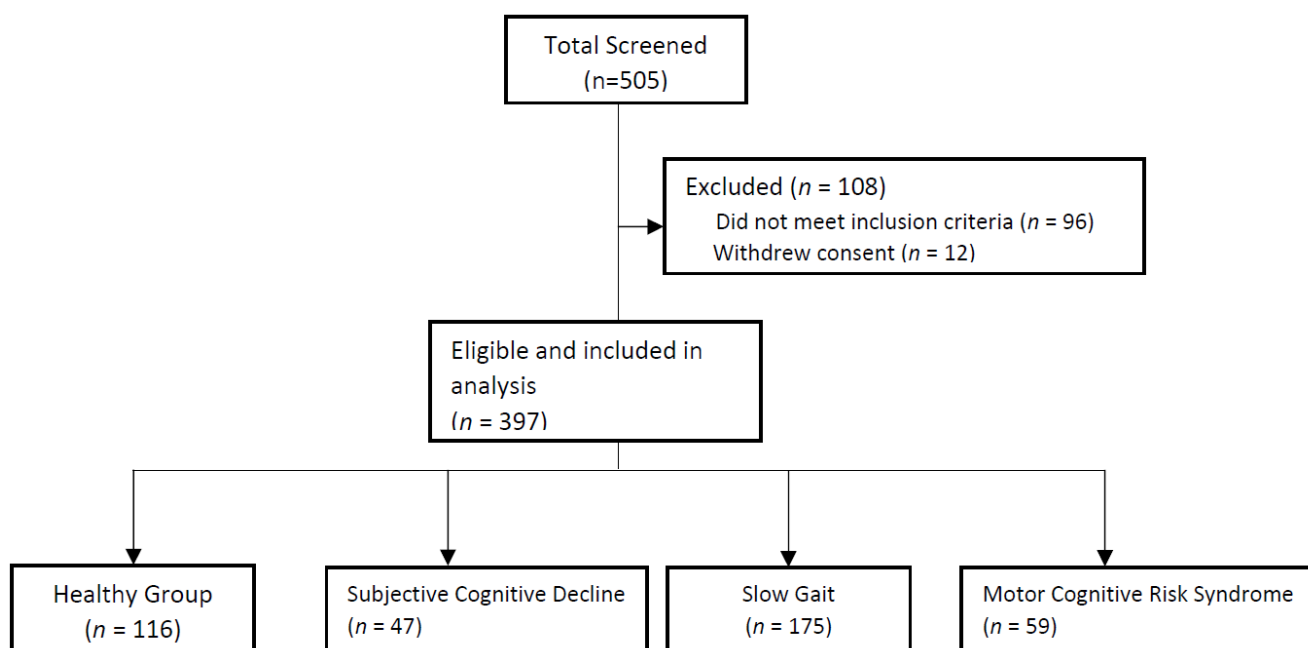 Total Screened
(n=505)
Excluded (n = 108)
Did not meet inclusion criteria (n = 96)
Withdrew consent (n = 12)
Eligible and included in
analysis
(n = 397)
Healthy Group
(n = 116)
Subjective Cognitive Decline
(n = 47)
Slow Gait
(n = 175)
Motor Cognitive Risk Syndrome
(n = 59)